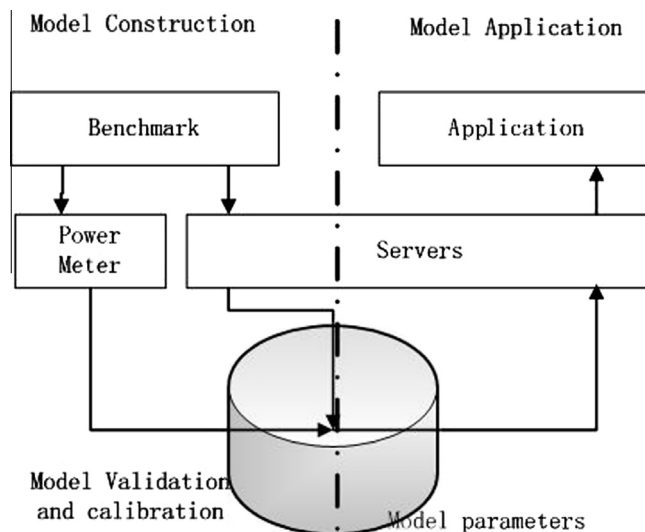 Model Construction
Model Application
Benchmark
Application
Power
Meter
Servers
Model Validation
and calibration
Model parameters